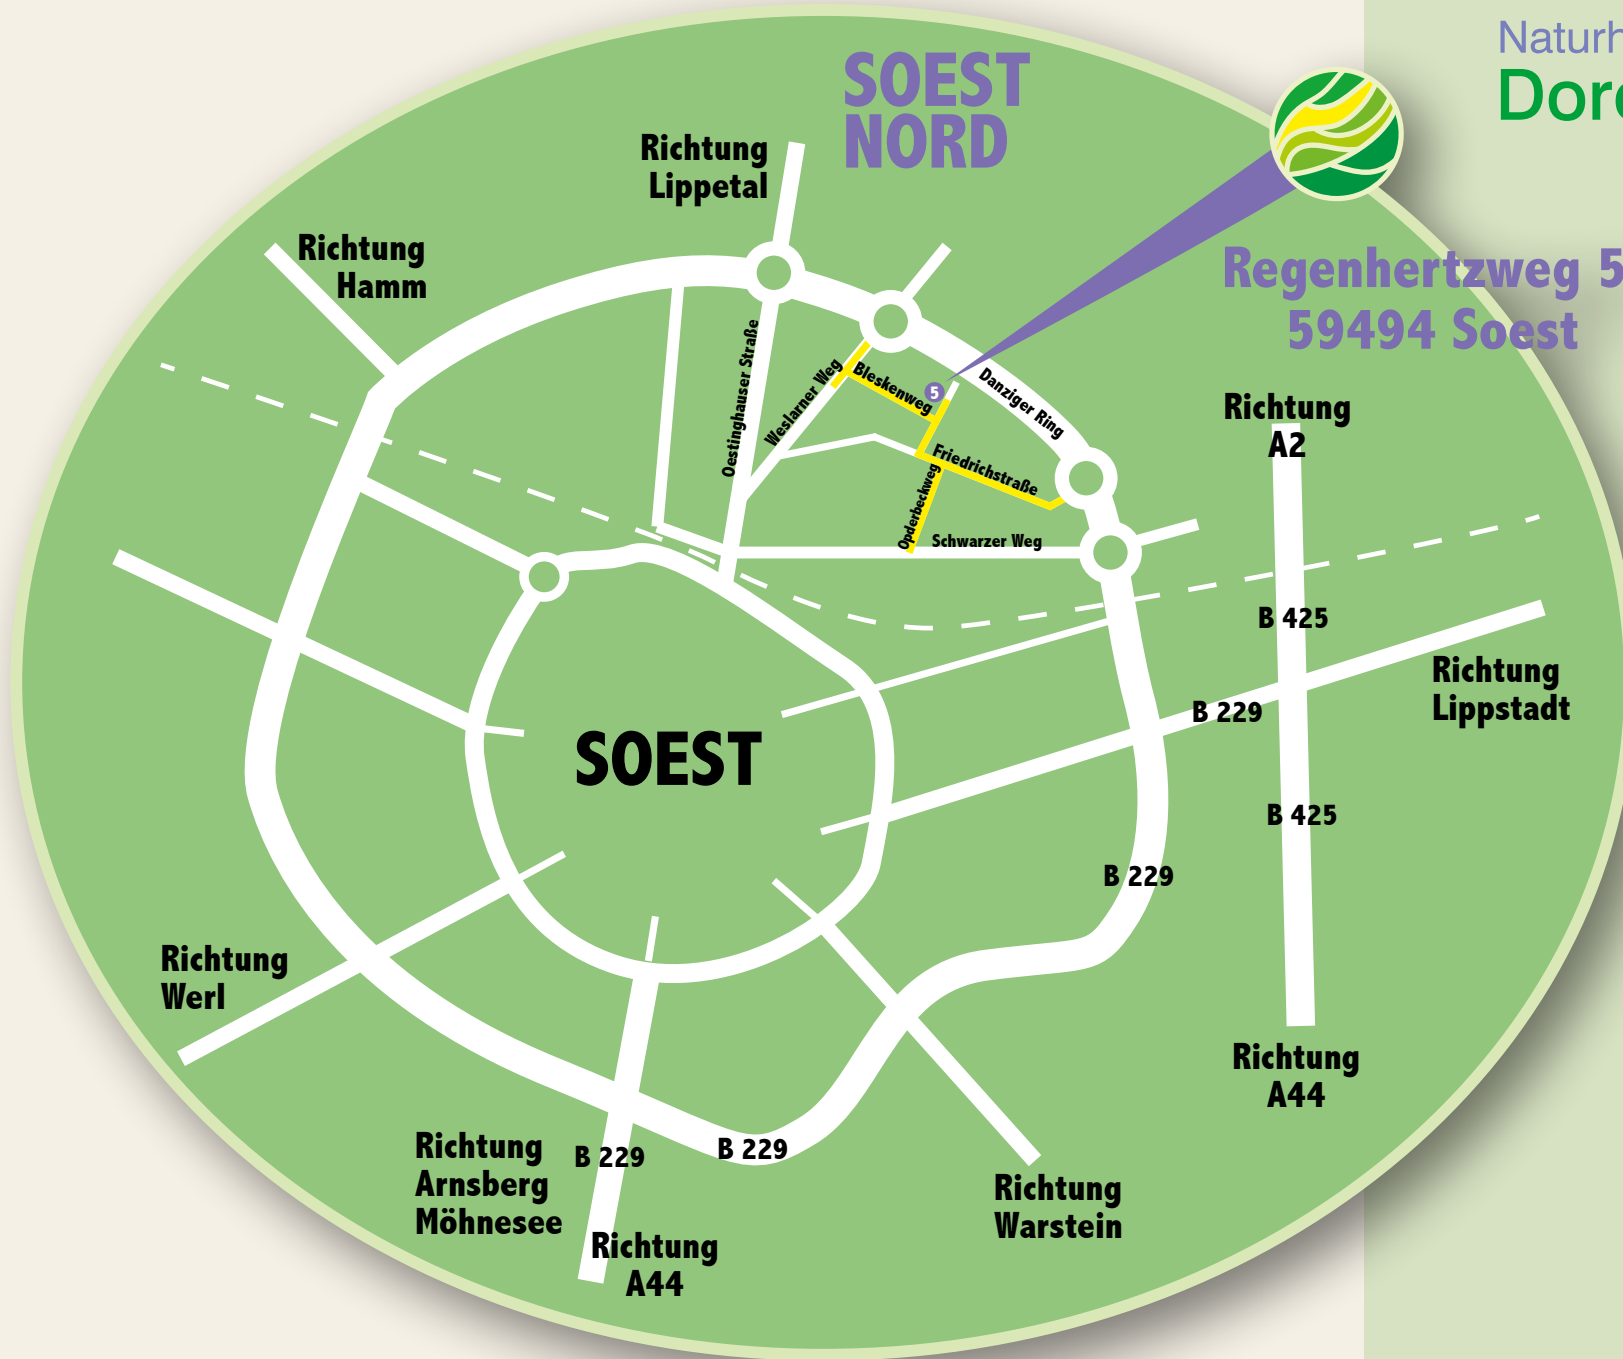 Naturh
Dore
SOEST
NORD
Richtung
Lippetal
Richtung
Hamm
Regenhertzweg 5
59494 Soest
Oestinghauser Straße
Weslarner Weg
Bleskenweg
5
Danziger Ring
Friedrichstraße
Opderbeckweg
Schwarzer Weg
Richtung
A2
B 425
Richtung
Lippstadt
B 229
SOEST
B 425
B 229
Richtung
Werl
Richtung
A44
Richtung
Arnsberg
Möhnesee
B 229
B 229
Richtung
A44
Richtung
Warstein